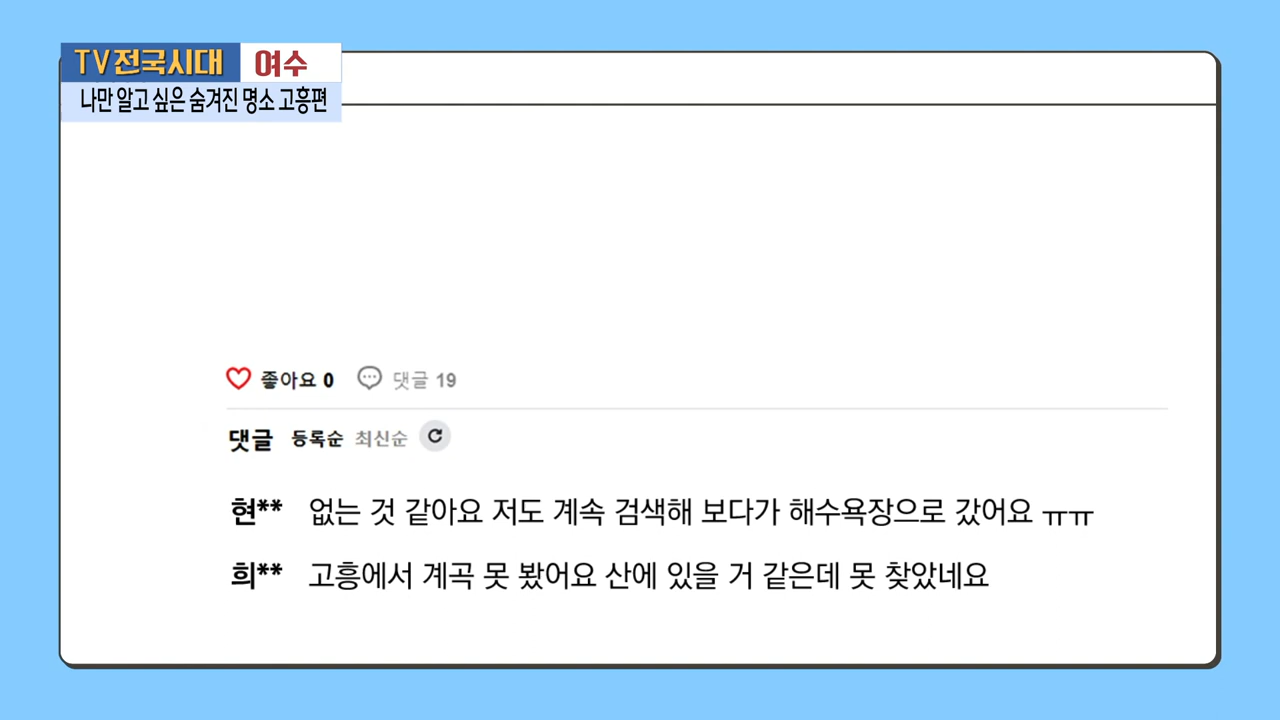 TV전국시대 여수
나만 알고 싶은 숨겨진 명소 고흥편
좋아요 0 댓글 19
댓글 등록순 최신순
현** 없는 것 같아요 저도 계속 검색해 보다가 해수욕장으로 갔어요 ㅠㅠ
희** 고흥에서 계곡 못 봤어요 산에 있을 거 같은데 못 찾았네요